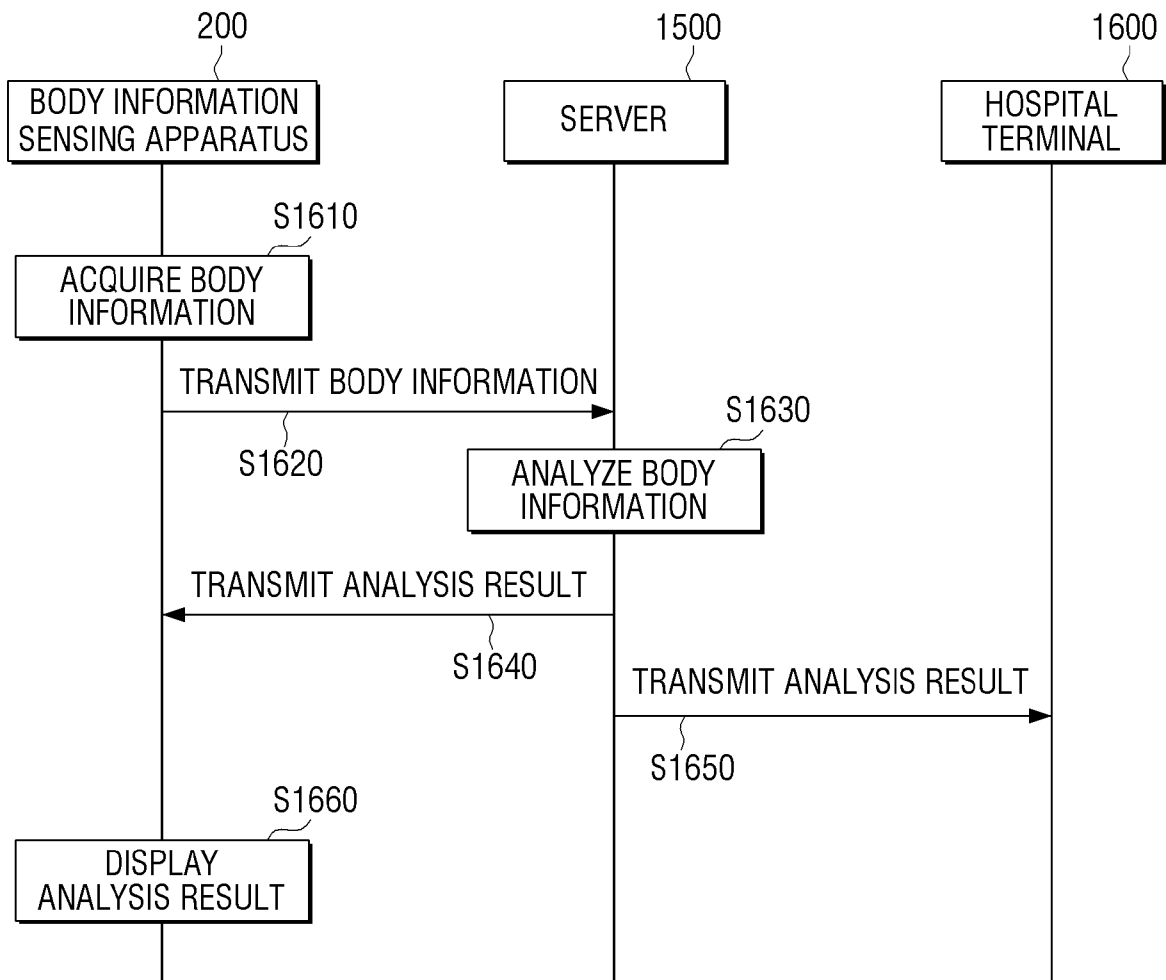 200
1500
1600
BODY INFORMATION
SENSING APPARATUS
SERVER
HOSPITAL
TERMINAL
S1610
ACQUIRE BODY
INFORMATION
TRANSMIT BODY INFORMATION
S1620
S1630
ANALYZE BODY
INFORMATION
TRANSMIT ANALYSIS RESULT
S1640
TRANSMIT ANALYSIS RESULT
S1650
S1660
DISPLAY
ANALYSIS RESULT